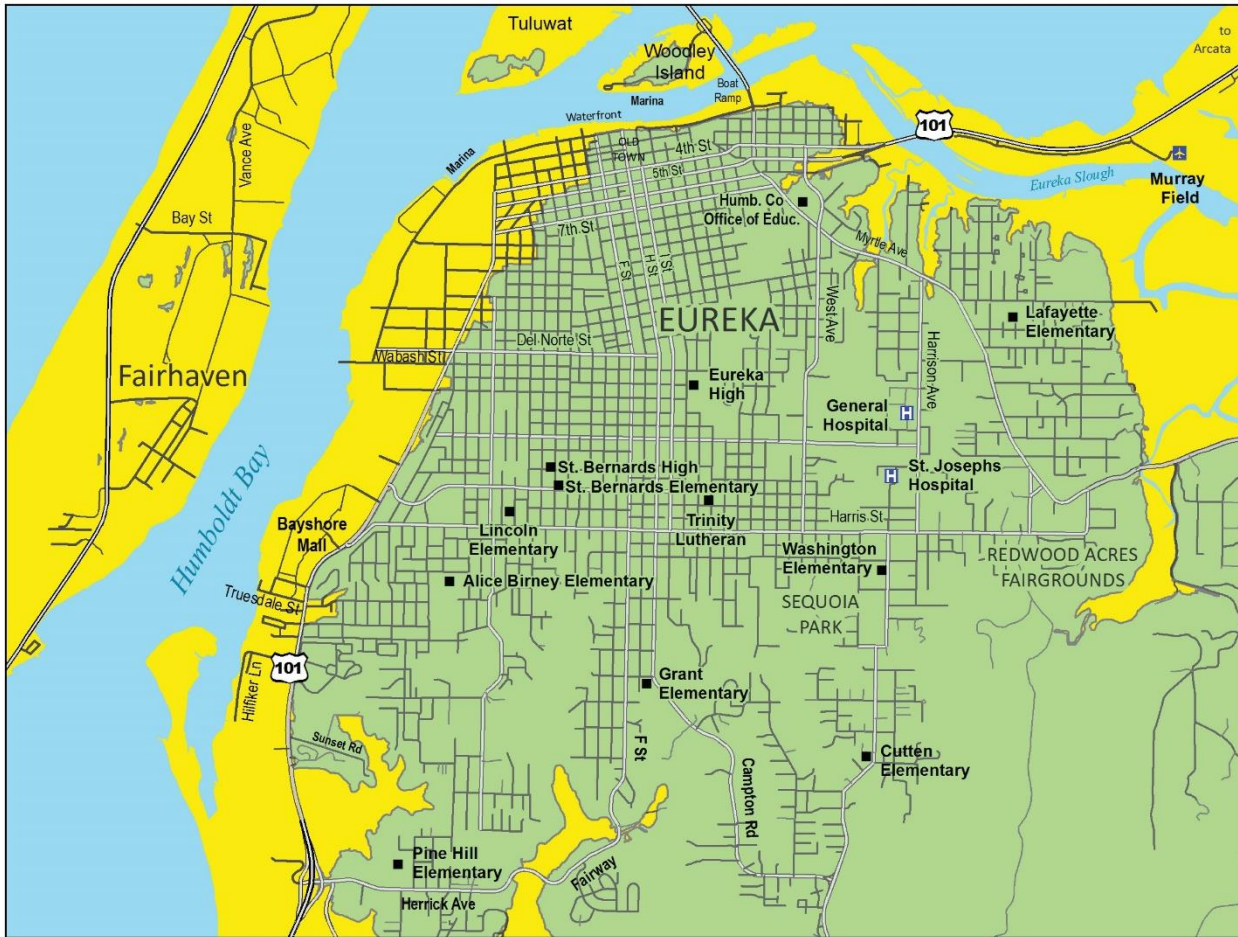 Tuluwat
Woodley
Island
to
Arcata
Marina
Boat
Ramp
Waterfront
101
OLD
TOWN
4th St
5th St
7th St
Marina
Vance Ave
Bay St
Humb. Co
Office of Educ.
Eureka Slough
Murray
Field
Myrtle Ave
F St
H St
I St
West Ave
EUREKA
Lafayette
Elementary
Harrison Ave
Del Norte St
Wabash St
Fairhaven
Eureka
High
General
Hospital
H
St. Josephs
Hospital
H
St. Bernards High
St. Bernards Elementary
Humboldt Bay
Bayshore
Mall
Lincoln
Elementary
Trinity
Lutheran
Harris St
Washington
Elementary
REDWOOD ACRES
FAIRGROUNDS
Alice Birney Elementary
Truesdale St
SEQUOIA
PARK
101
Hilfiker Ln
Grant
Elementary
Sunset Rd
F St
Campton Rd
Cutten
Elementary
Pine Hill
Elementary
Fairway
Herrick Ave